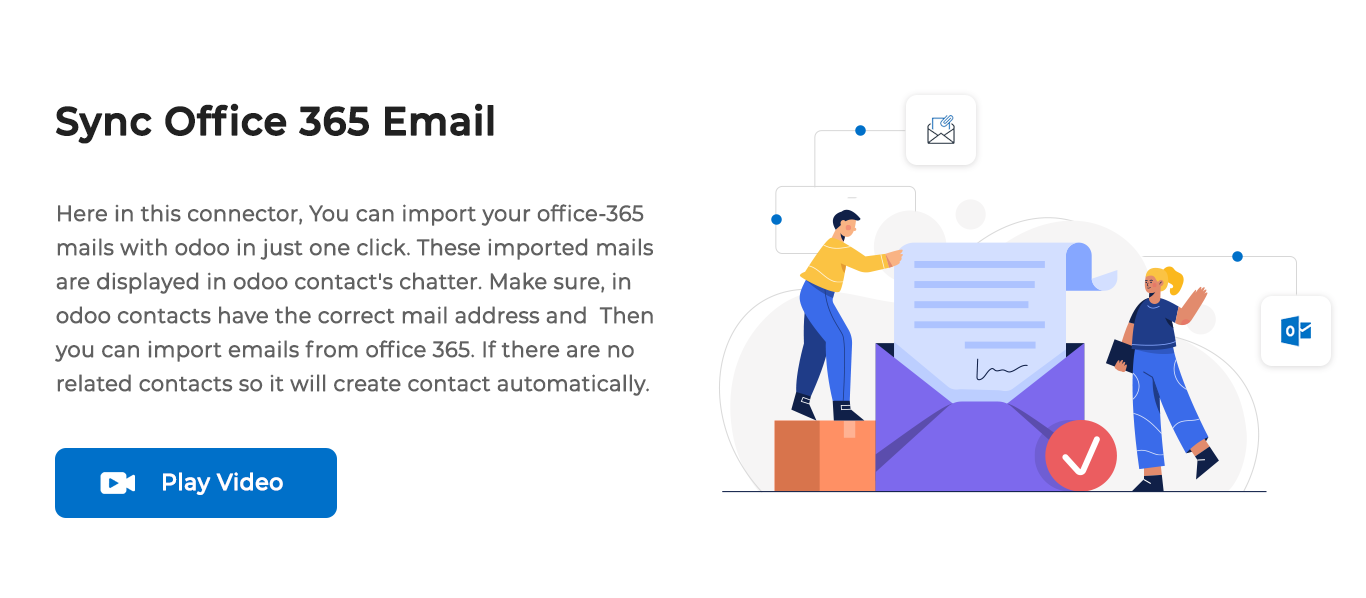 Sync Office 365 Email
Here in this connector, You can import your office-365
mails with odoo in just one click. These imported mails
are displayed in odoo contact's chatter. Make sure, in
odoo contacts have the correct mail address and  Then
you can import emails from office 365. If there are no
related contacts so it will create contact automatically.
Play Video